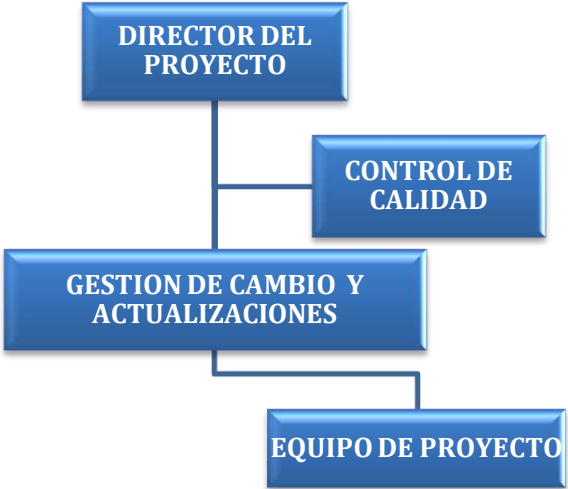 DIRECTOR DEL
PROYECTO
CONTROL DE
CALIDAD
GESTION DE CAMBIO Y
ACTUALIZACIONES
EQUIPO DE PROYECTO